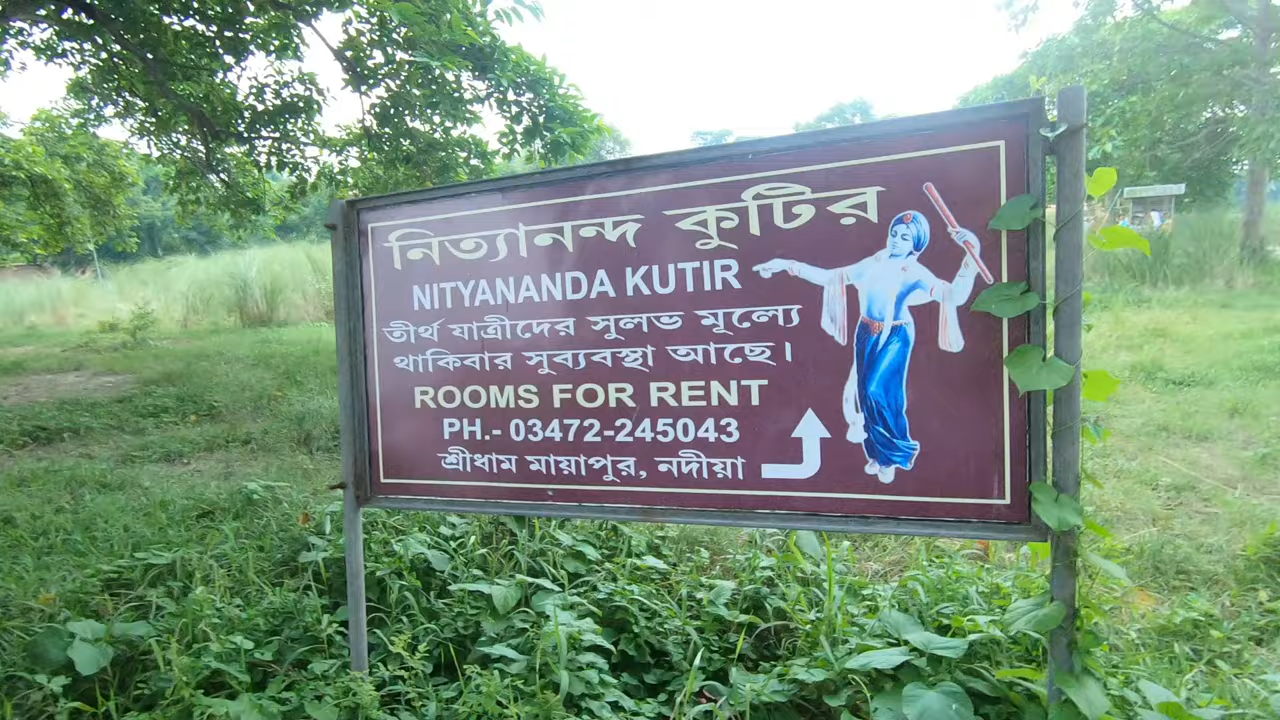 নিত্যানন্দ কুটির
NITYANANDA KUTIR
তীর্থ যাত্রীদের সুলভ মূল্যে
থাকিবার সুব্যবস্থা আছে।
ROOMS FOR RENT
PH.- 03472-245043
শ্রীধাম মায়াপুর, নদীয়া